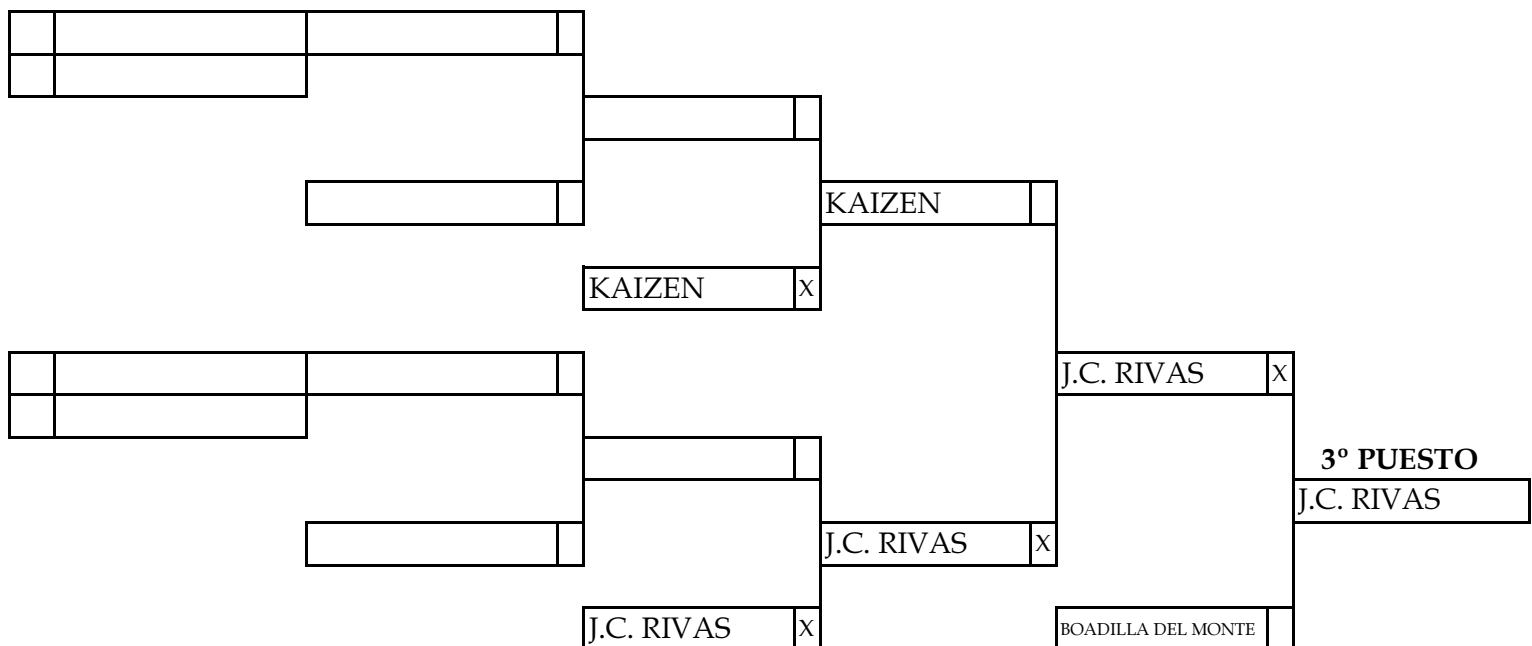 KAIZEN
KAIZEN X
J.C. RIVAS X
3º PUESTO
J.C. RIVAS
J.C. RIVAS X
J.C. RIVAS X
BOADILLA DEL MONTE